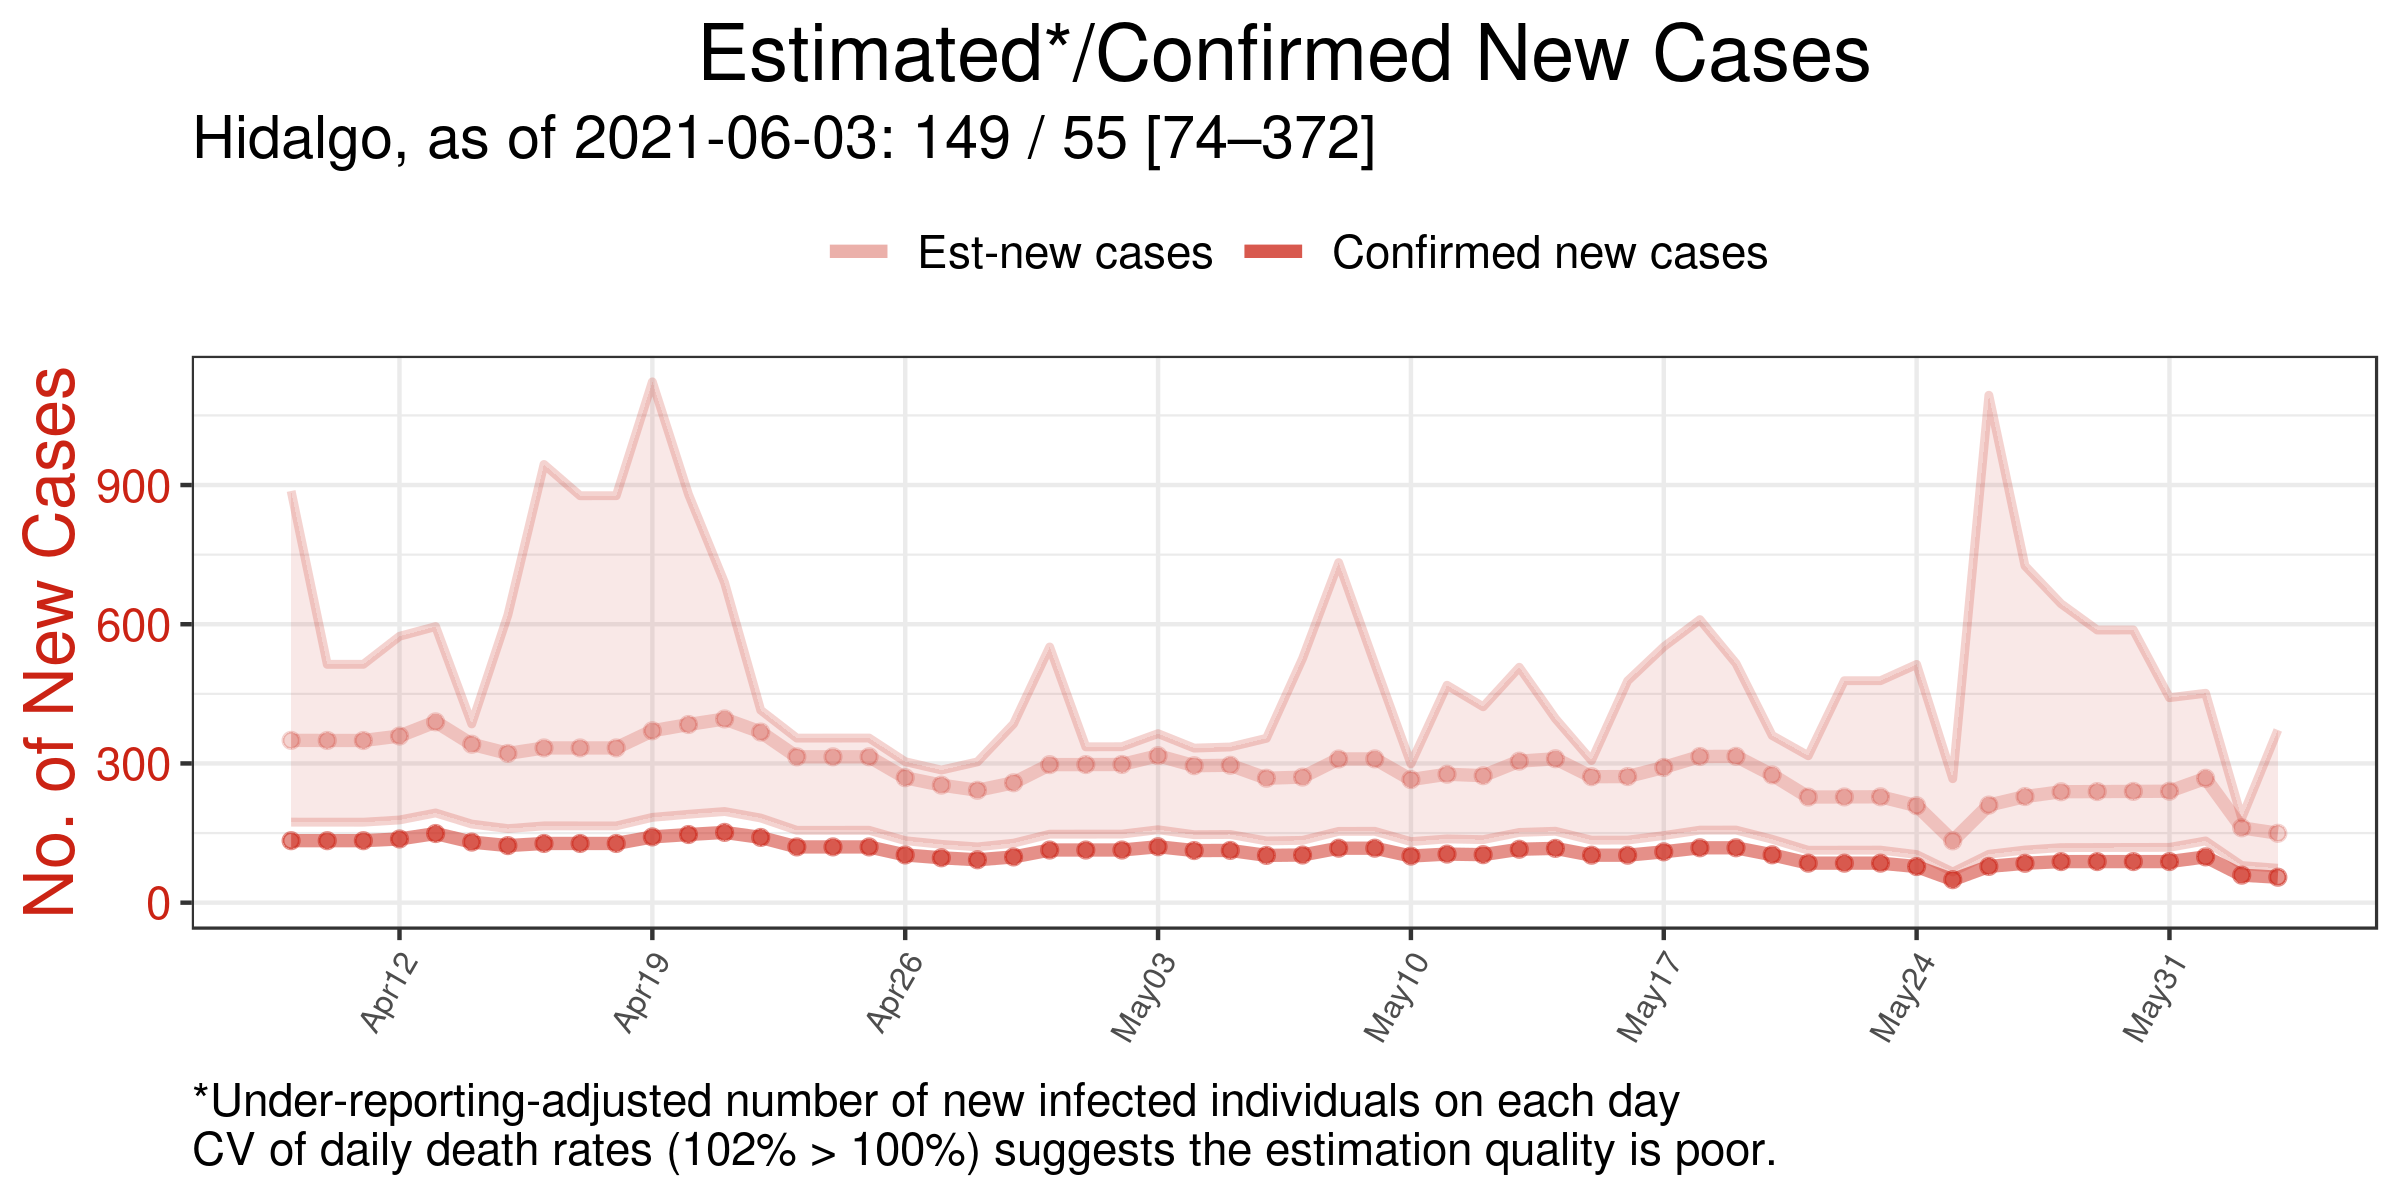 Estimated*/Confirmed New Cases
Hidalgo, as of 2021-06-03: 149 / 55 [74–372]
Est-new cases
Confirmed new cases
No. of New Cases
900
600
300
0
Apr12
Apr19
Apr26
May03
May10
May17
May24
May31
*Under-reporting-adjusted number of new infected individuals on each day
CV of daily death rates (102% > 100%) suggests the estimation quality is poor.